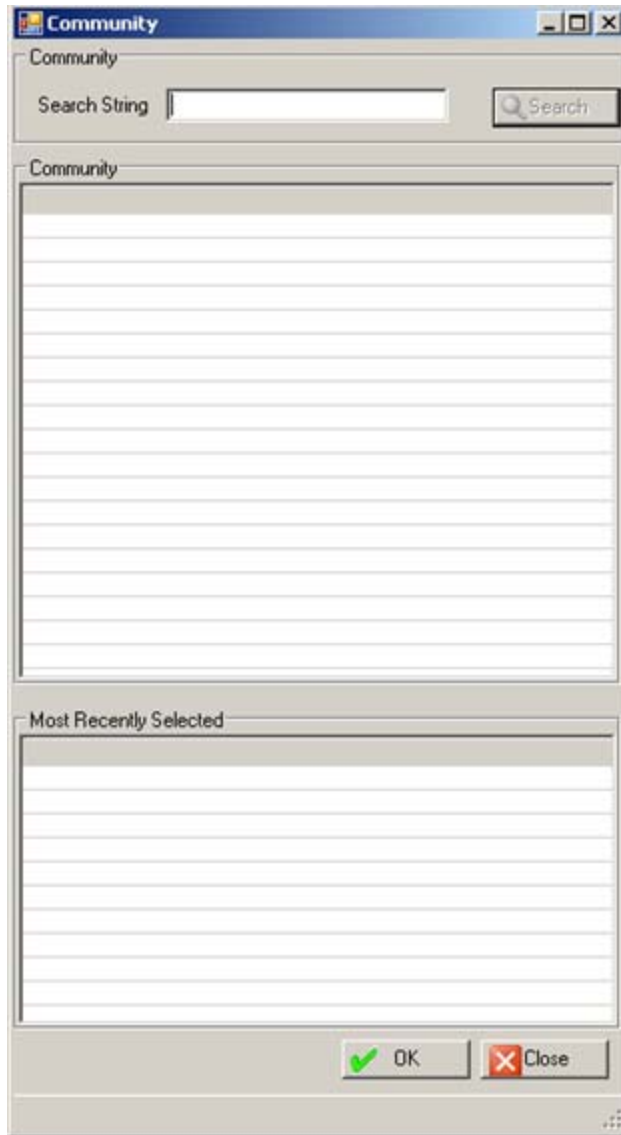 Community
Community
Search String
Search
Community
Most Recently Selected
OK
Close